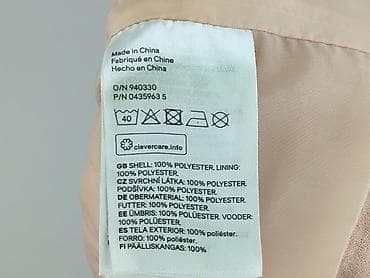 Made in China
Fabriqué en Chine
Hecho en China
O/N 940330
P/N 0435963 5
40
clevercare.info
GB SHELL: 100% POLYESTER. LINING:
100% POLYESTER.
CZ SVRCHNÍ LÁTKA: 100% POLYESTER.
PODŠÍVKA: 100% POLYESTER.
DE OBERMATERIAL: 100% POLYESTER.
FUTTER: 100% POLYESTER.
EE ÜMBRIS: 100% POLÜESTER. VOODER:
100% POLÜESTER.
ES TELA EXTERIOR: 100% poliéster.
FORRO: 100% poliéster.
FI PÄÄLLISKANGAS: 100%